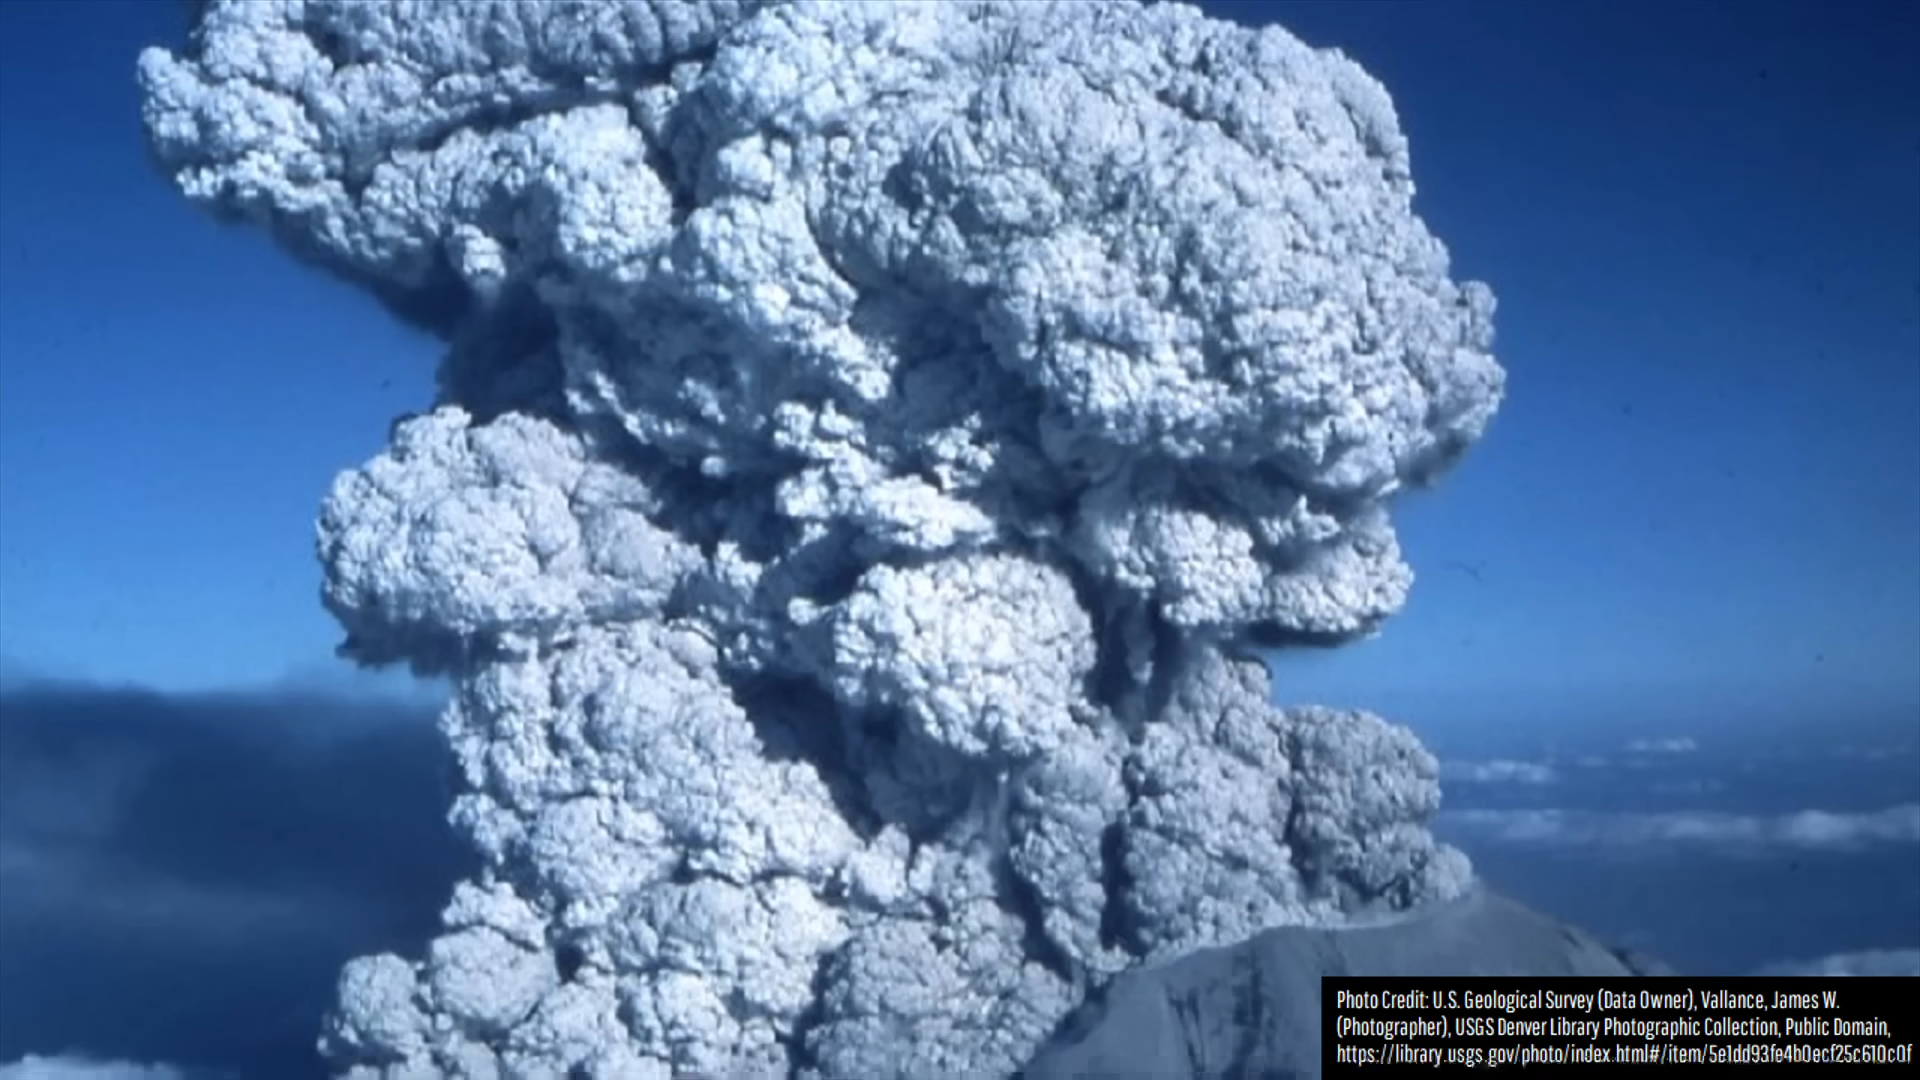 Photo Credit: U.S. Geological Survey (Data Owner), Vallance, James W.
(Photographer), USGS Denver Library Photographic Collection, Public Domain,
https://library.usgs.gov/photo/index.html#/item/5e1dd93fe4b0ecf25c610c0f